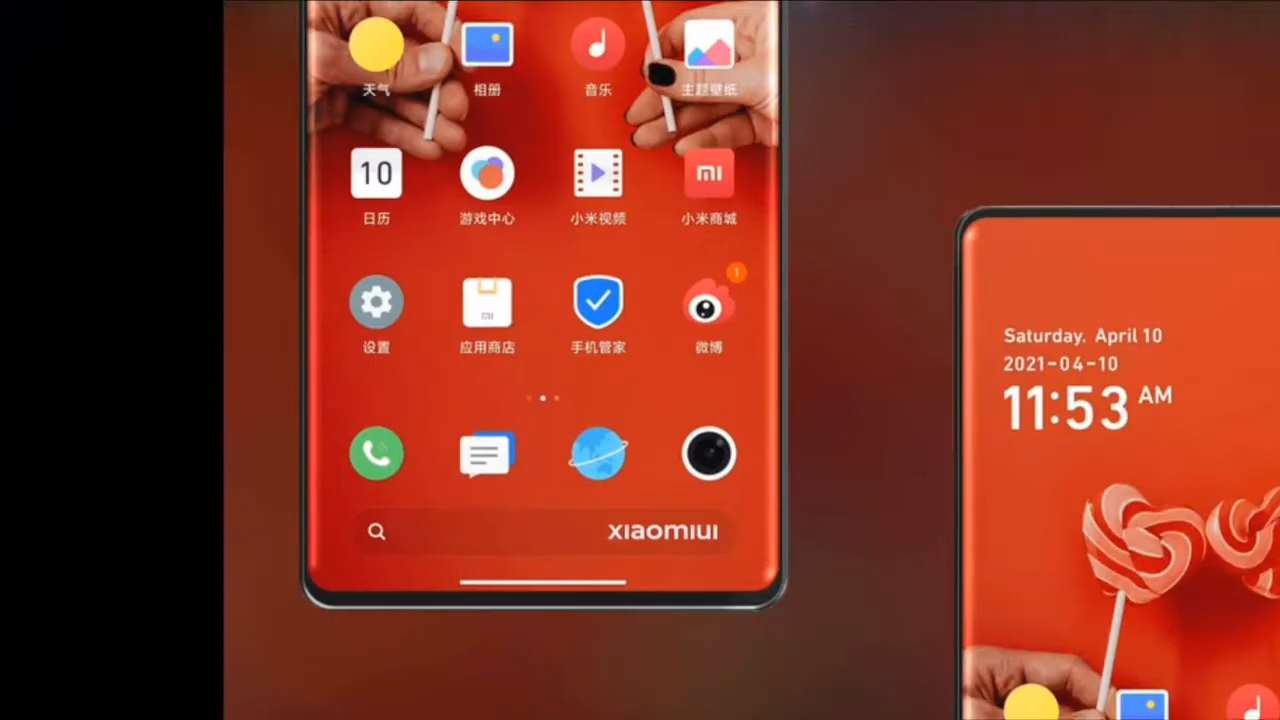 天气
相册
音乐
主题壁纸
10
日历
游戏中心
mi
小米视频
小米商城
设置
mi
应用商店
手机管家
1
微博
xiaomiui
Saturday. April 10
2021-04-10
11:53 AM